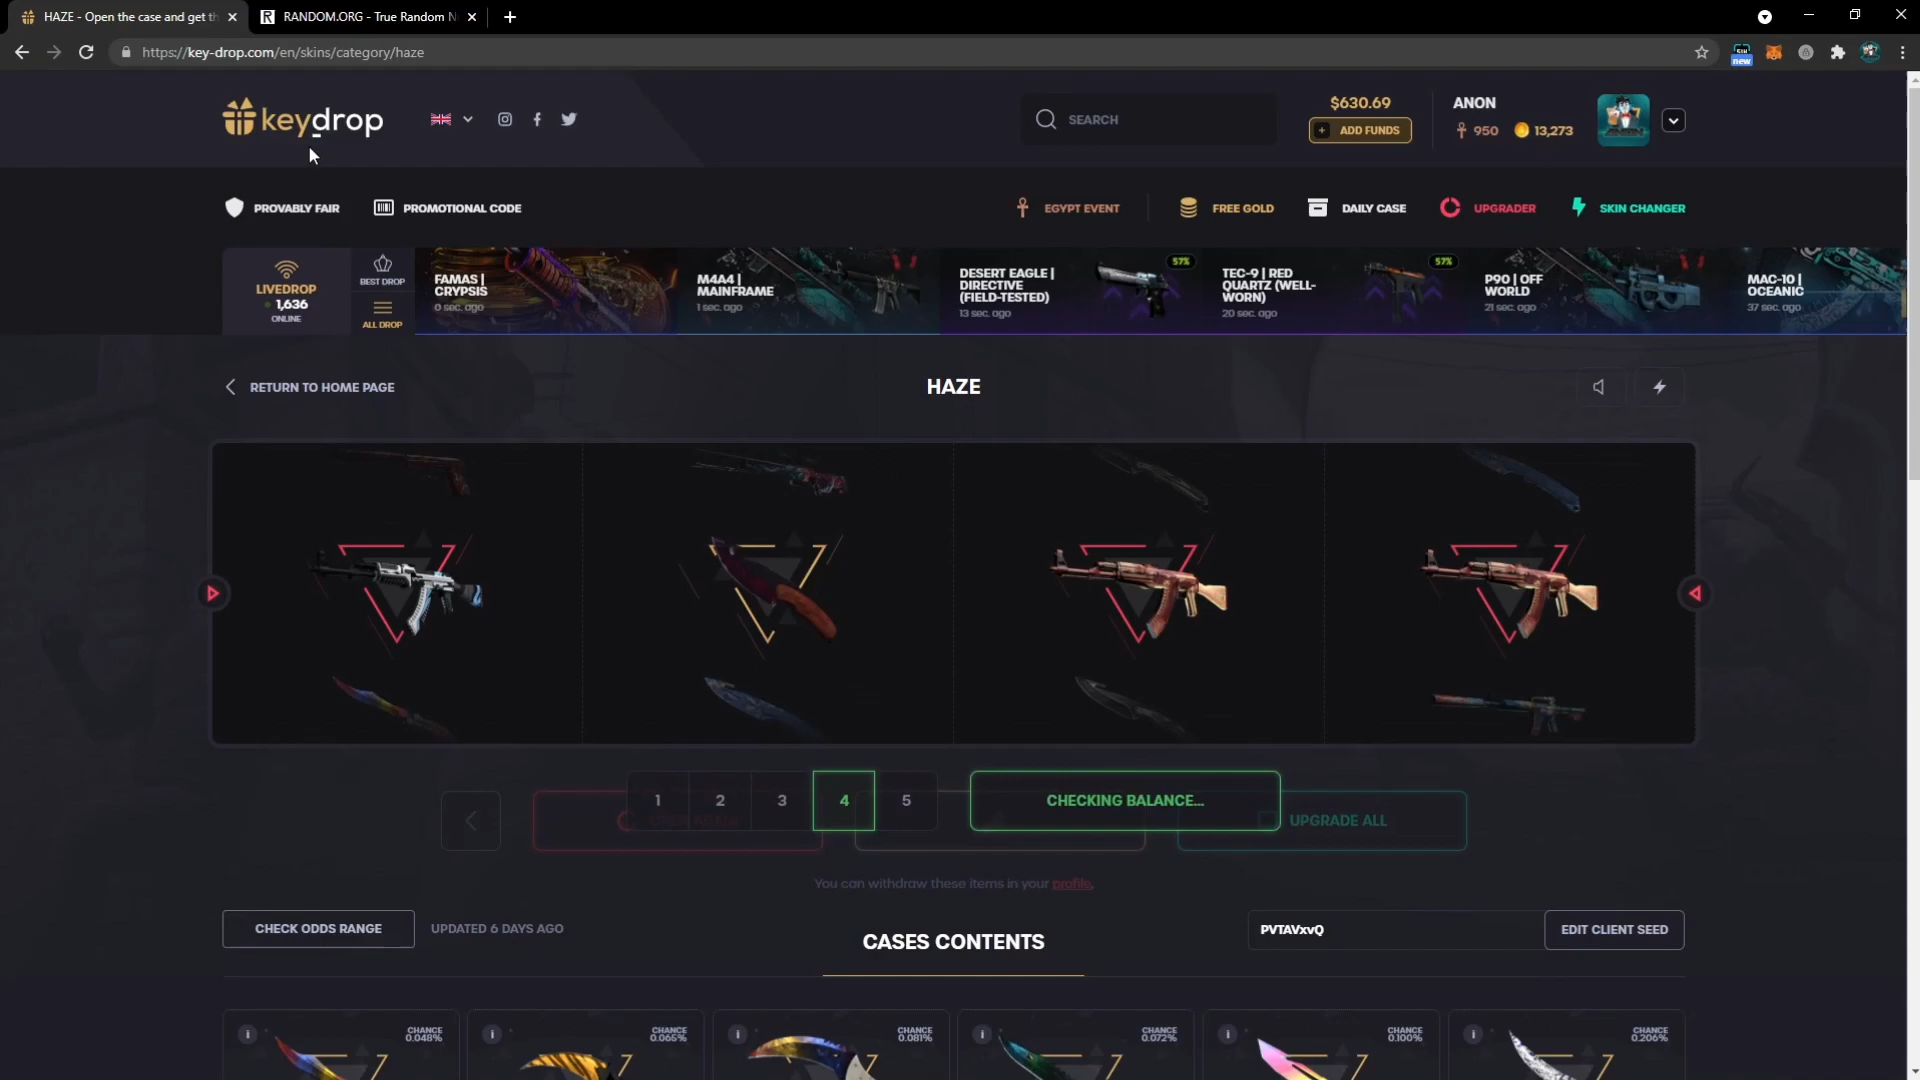 HAZE - Open the case and get th
RANDOM.ORG - True Random N
https://key-drop.com/en/skins/category/haze
new
keydrop
SEARCH
$630.69
+ ADD FUNDS
ANON
950 13,273
PROVABLY FAIR
PROMOTIONAL CODE
EGYPT EVENT
FREE GOLD
DAILY CASE
UPGRADER
SKIN CHANGER
LIVEDROP
1,636
ONLINE
BEST DROP
ALL DROP
FAMAS |
CRYPSIS
0 sec. ago
M4A4 |
MAINFRAME
1 sec. ago
DESERT EAGLE |
DIRECTIVE
(FIELD-TESTED)
13 sec. ago
57%
TEC-9 | RED
QUARTZ (WELL-
WORN)
20 sec. ago
57%
P90 | OFF
WORLD
21 sec. ago
MAC-10 |
OCEANIC
37 sec. ago
RETURN TO HOME PAGE
HAZE
1 2 3 4 5
CHECKING BALANCE...
UPGRADE ALL
You can withdraw these items in your profile.
CHECK ODDS RANGE
UPDATED 6 DAYS AGO
CASES CONTENTS
PVTAVxvQ
EDIT CLIENT SEED
CHANCE
0.048%
CHANCE
0.065%
CHANCE
0.081%
CHANCE
0.072%
CHANCE
0.100%
CHANCE
0.206%